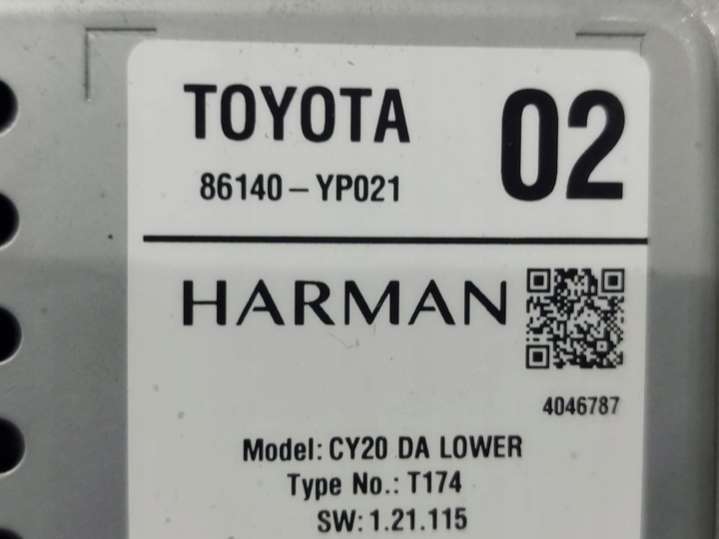 TOYOTA 02
86140-YP021
HARMAN
4046787
Model: CY20 DA LOWER
Type No.: T174
SW: 1.21.115